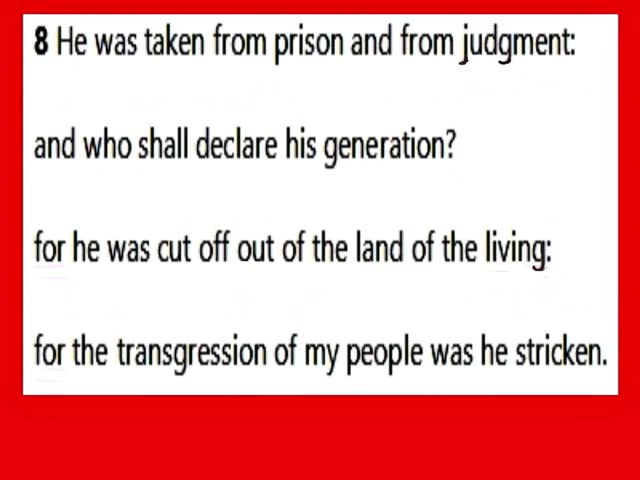 8 He was taken from prison and from judgment:
and who shall declare his generation?
for he was cut off out of the land of the living:
for the transgression of my people was he stricken.